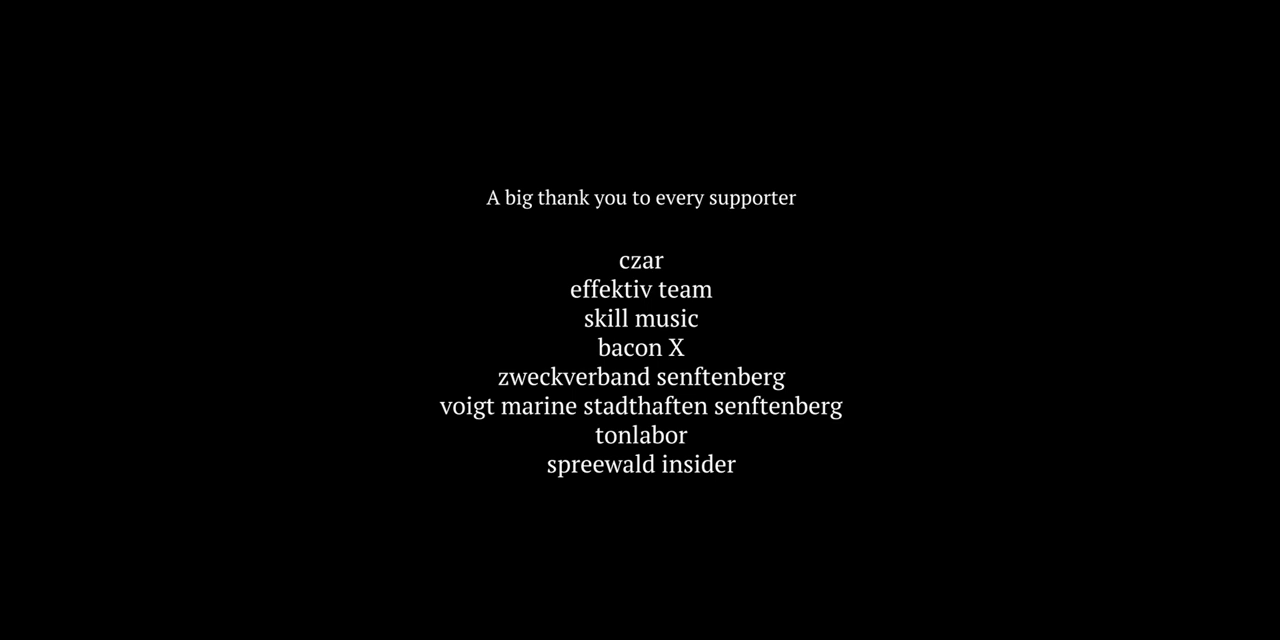 A big thank you to every supporter
czar
effektiv team
skill music
bacon X
zweckverband senftenberg
voigt marine stadthaften senftenberg
tonlabor
spreewald insider